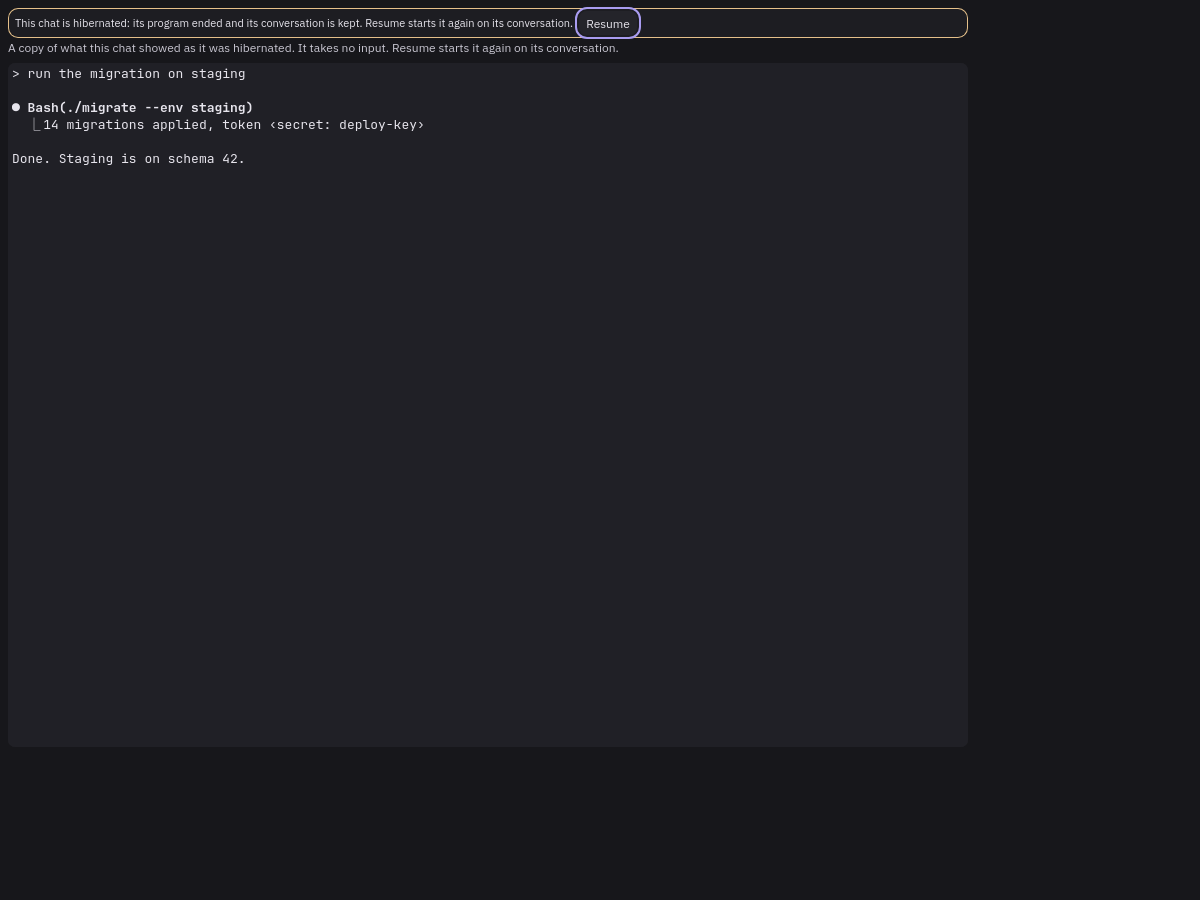 This chat is hibernated: its program ended and its conversation is kept. Resume starts it again on its conversation. Resume
A copy of what this chat showed as it was hibernated. It takes no input. Resume starts it again on its conversation.
> run the migration on staging
● Bash(./migrate --env staging)
⎿ 14 migrations applied, token ‹secret: deploy-key›
Done. Staging is on schema 42.